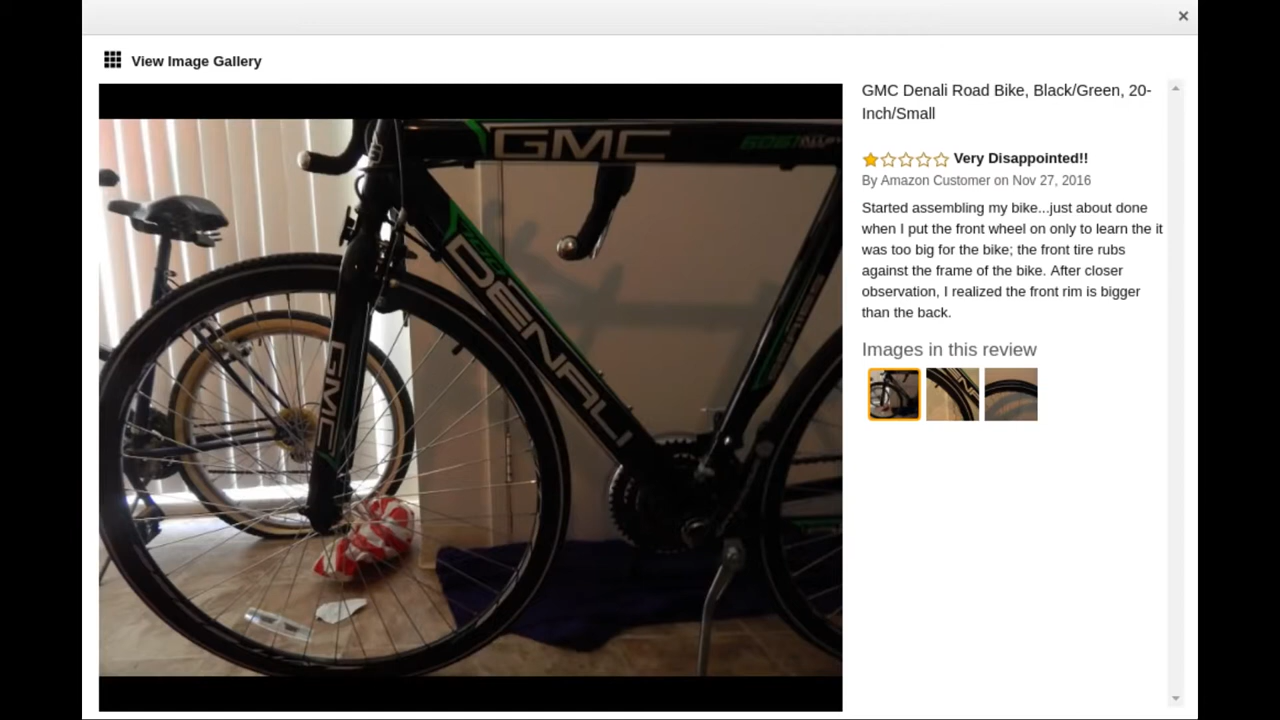 ×
View Image Gallery
GMC Denali Road Bike, Black/Green, 20-
Inch/Small
Very Disappointed!!
By Amazon Customer on Nov 27, 2016
Started assembling my bike...just about done
when I put the front wheel on only to learn the it
was too big for the bike; the front tire rubs
against the frame of the bike. After closer
observation, I realized the front rim is bigger
than the back.
Images in this review
GMC
DENALI
GMC